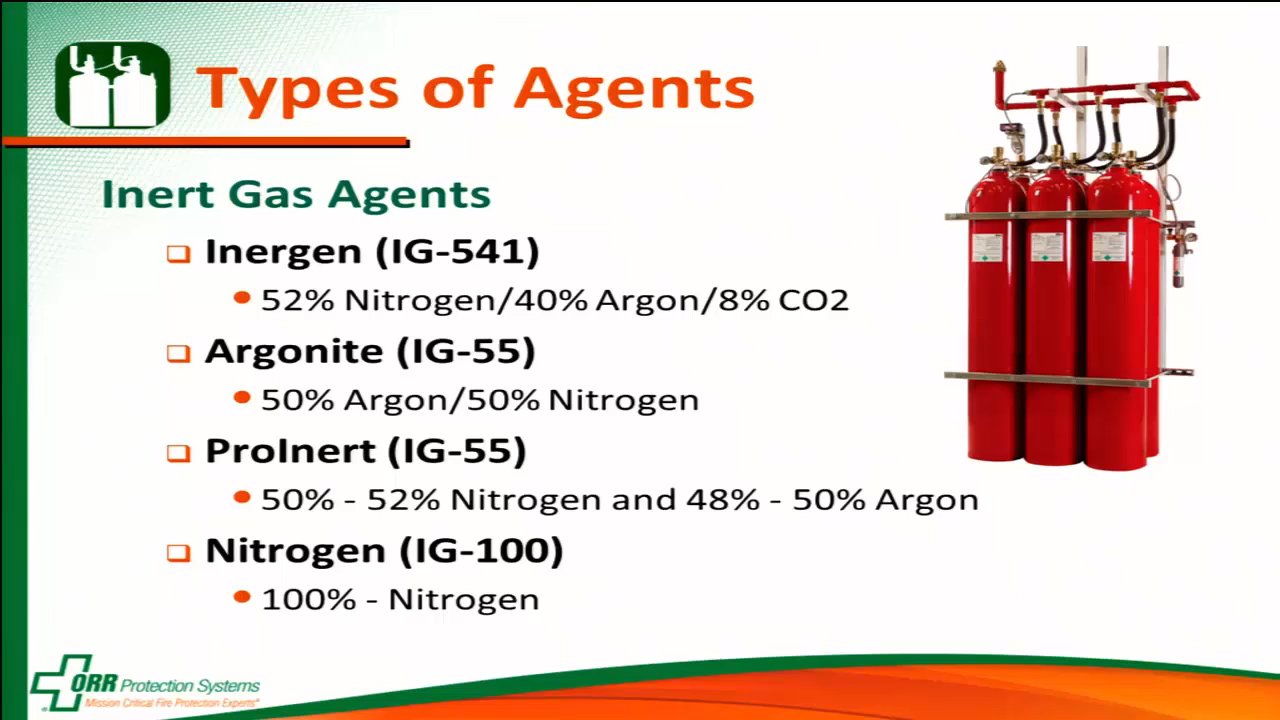 Types of Agents
Inert Gas Agents
Inergen (IG-541)
52% Nitrogen/40% Argon/8% CO2
Argonite (IG-55)
50% Argon/50% Nitrogen
ProInert (IG-55)
50% - 52% Nitrogen and 48% - 50% Argon
Nitrogen (IG-100)
100% - Nitrogen
ORR Protection Systems
Mission Critical Fire Protection Experts